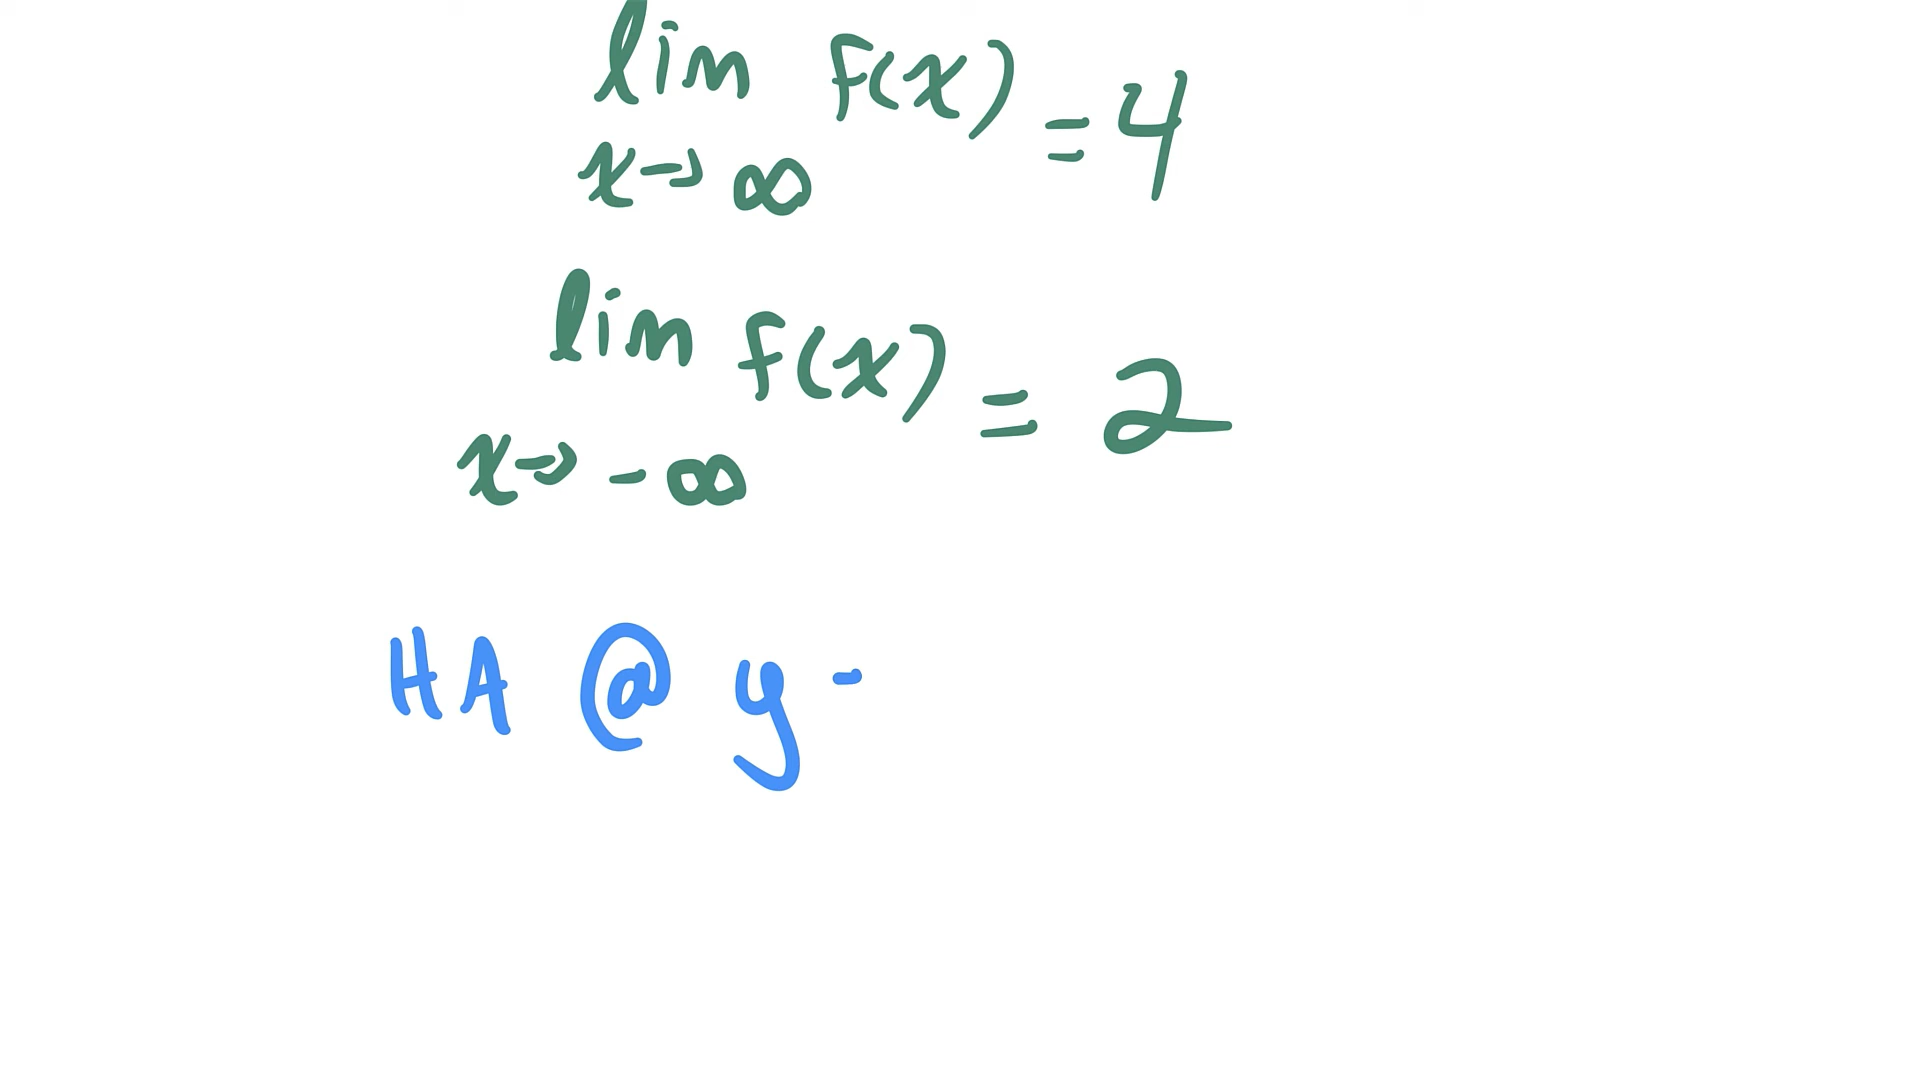 lim f(x) = 4
x→ ∞
lim f(x) = 2
x→ -∞
HA @ y -